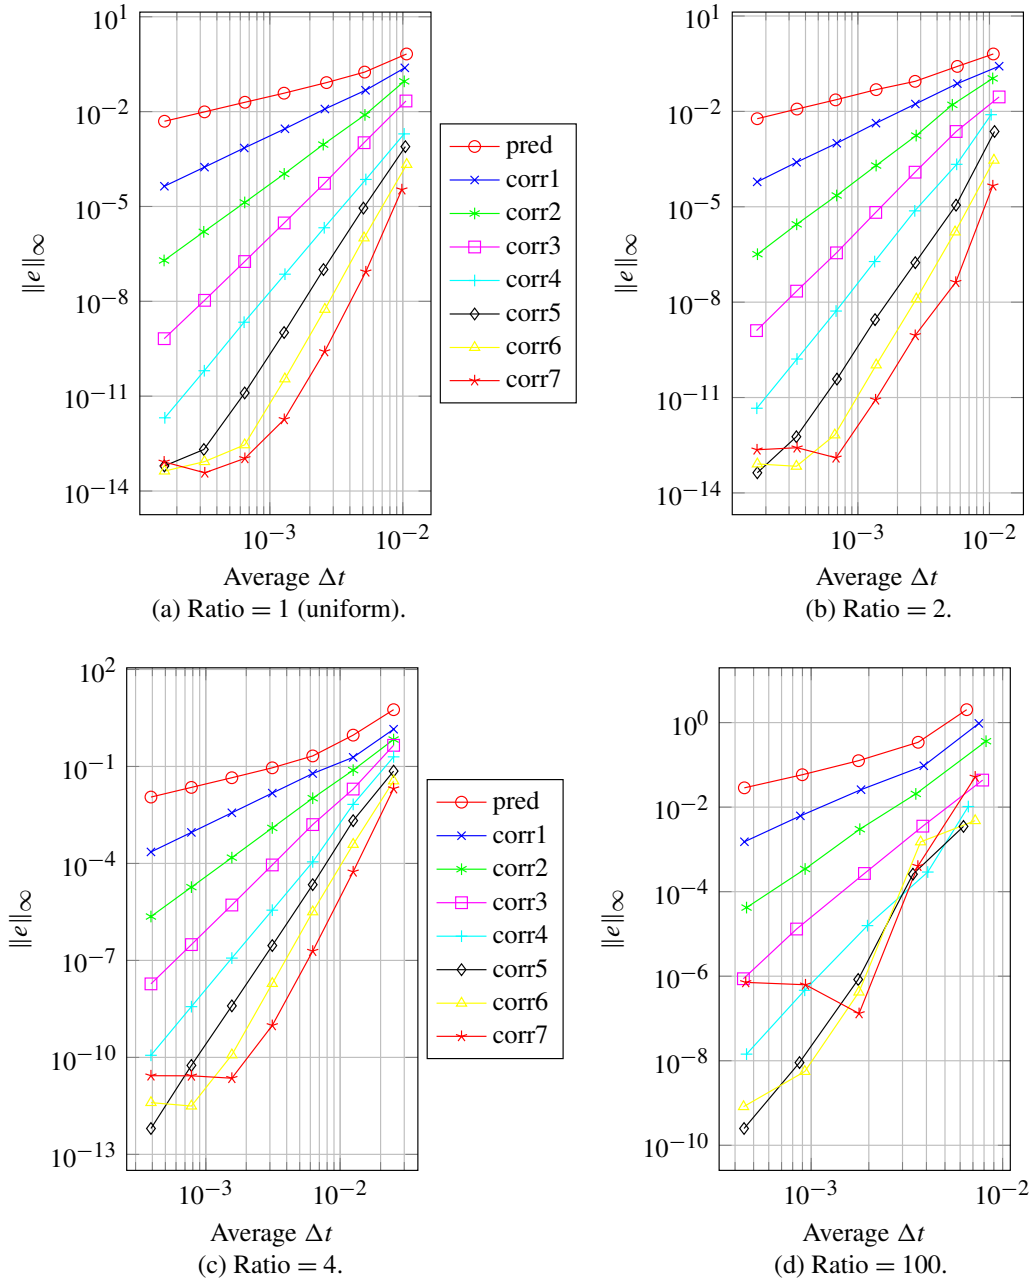 10^1
10^−2
10^−5
10^−8
10^−11
10^−14
‖e‖∞
10^−3
10^−2
Average Δt
(a) Ratio = 1 (uniform).
pred
corr1
corr2
corr3
corr4
corr5
corr6
corr7
10^1
10^−2
10^−5
10^−8
10^−11
10^−14
‖e‖∞
10^−3
10^−2
Average Δt
(b) Ratio = 2.
10^2
10^−1
10^−4
10^−7
10^−10
10^−13
‖e‖∞
10^−3
10^−2
Average Δt
(c) Ratio = 4.
pred
corr1
corr2
corr3
corr4
corr5
corr6
corr7
10^0
10^−2
10^−4
10^−6
10^−8
10^−10
‖e‖∞
10^−3
10^−2
Average Δt
(d) Ratio = 100.